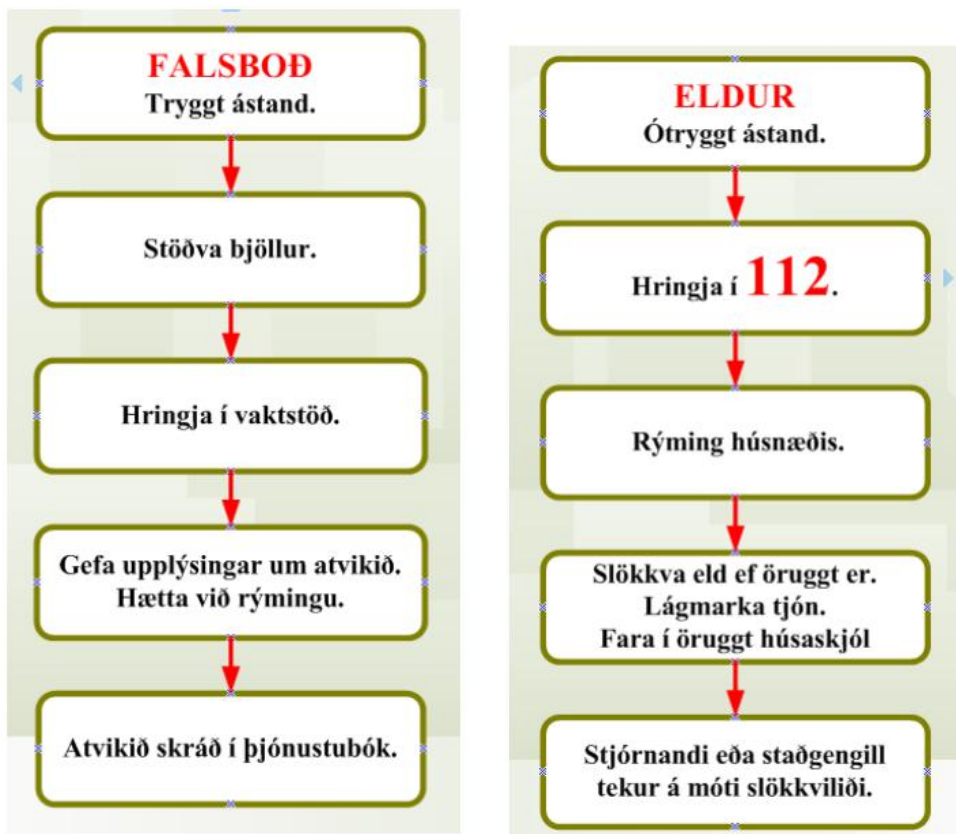 FALSBOÐ
Tryggt ástand.
Stöðva bjöllur.
Hringja í vaktstöð.
Gefa upplýsingar um atvikið.
Hætta við rýmingu.
Atvikið skráð í þjónustubók.
ELDUR
Ótryggt ástand.
Hringja í 112.
Rýming húsnæðis.
Slökkva eld ef öruggt er.
Lágmarka tjón.
Fara í öruggt húsaskjól
Stjórnandi eða staðgengill
tekur á móti slökkviliði.